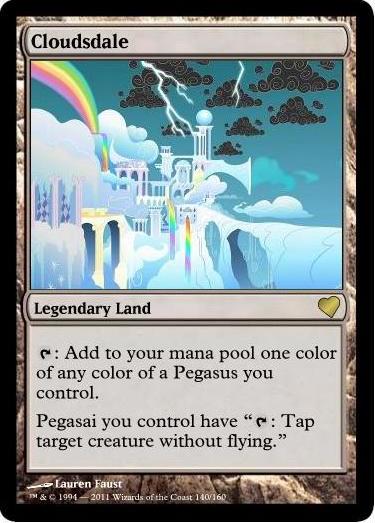 Cloudsdale
Legendary Land
: Add to your mana pool one color
of any color of a Pegasus you
control.
Pegasai you control have “: Tap
target creature without flying.”
Lauren Faust
™ & © 1994 — 2011 Wizards of the Coast 140/160